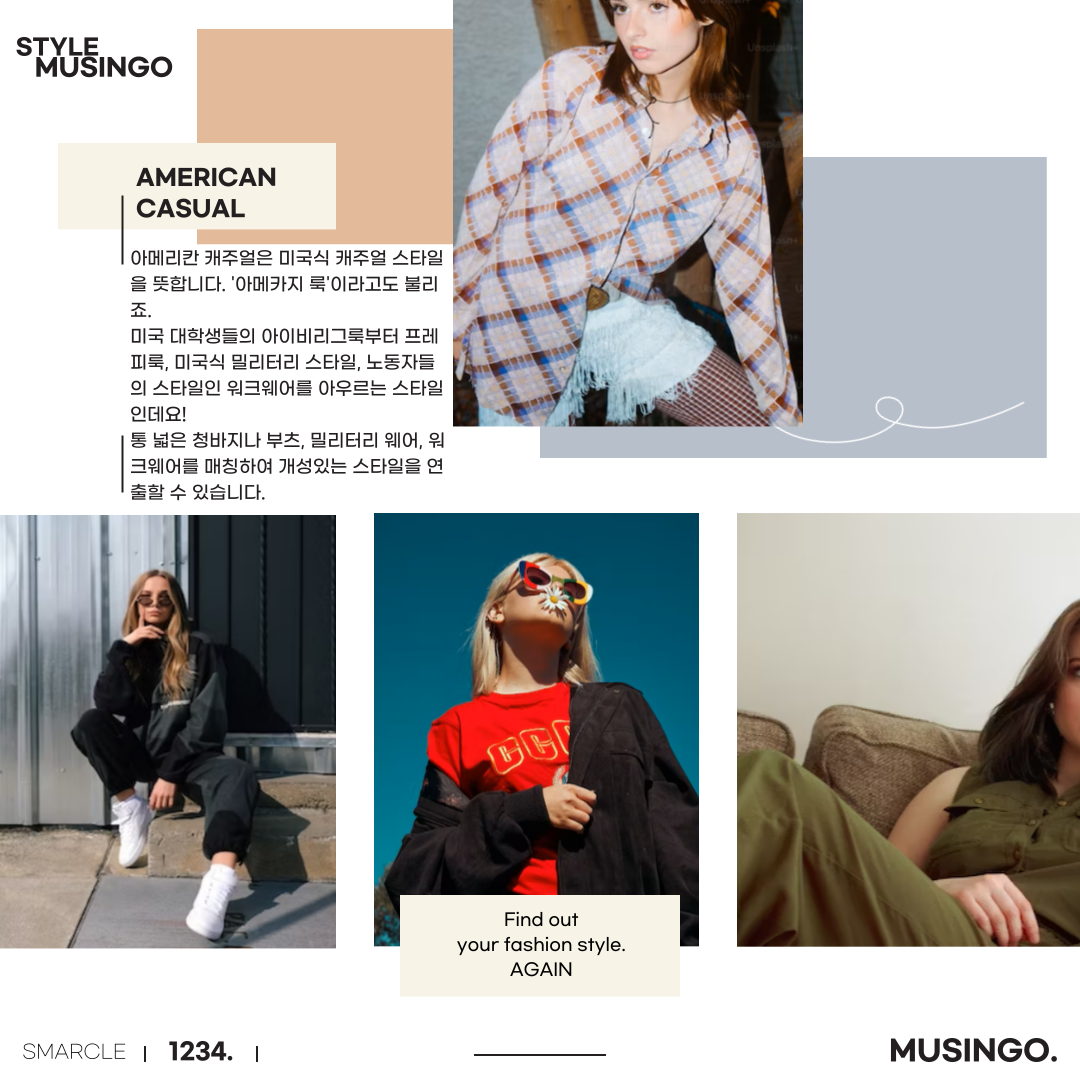 STYLE
MUSINGO
AMERICAN
CASUAL
아메리칸 캐주얼은 미국식 캐주얼 스타일
을 뜻합니다. '아메카지 룩'이라고도 불리
죠.
미국 대학생들의 아이비리그룩부터 프레
피룩, 미국식 밀리터리 스타일, 노동자들
의 스타일인 워크웨어를 아우르는 스타일
인데요!
통 넓은 청바지나 부츠, 밀리터리 웨어, 워
크웨어를 매칭하여 개성있는 스타일을 연
출할 수 있습니다.
Unsplash+
Find out
your fashion style.
AGAIN
SMARCLE | 1234. |
MUSINGO.